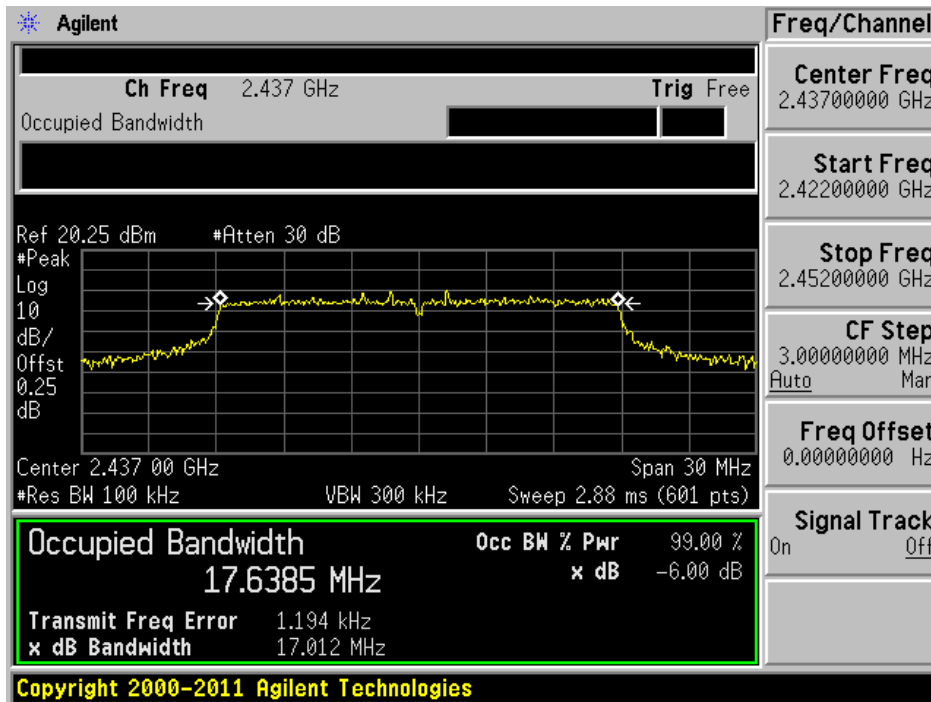 Agilent
Freq/Channel
Ch Freq 2.437 GHz Trig Free
Occupied Bandwidth
Center Freq
2.43700000 GHz
Start Freq
2.42200000 GHz
Stop Freq
2.45200000 GHz
CF Step
3.00000000 MHz
Auto Man
Freq Offset
0.00000000 Hz
Signal Track
On Off
Ref 20.25 dBm #Atten 30 dB
#Peak
Log
10
dB/
Offst
0.25
dB
Center 2.437 00 GHz Span 30 MHz
#Res BW 100 kHz VBW 300 kHz Sweep 2.88 ms (601 pts)
Occupied Bandwidth Occ BW % Pwr 99.00 %
17.6385 MHz x dB -6.00 dB
Transmit Freq Error 1.194 kHz
x dB Bandwidth 17.012 MHz
Copyright 2000-2011 Agilent Technologies